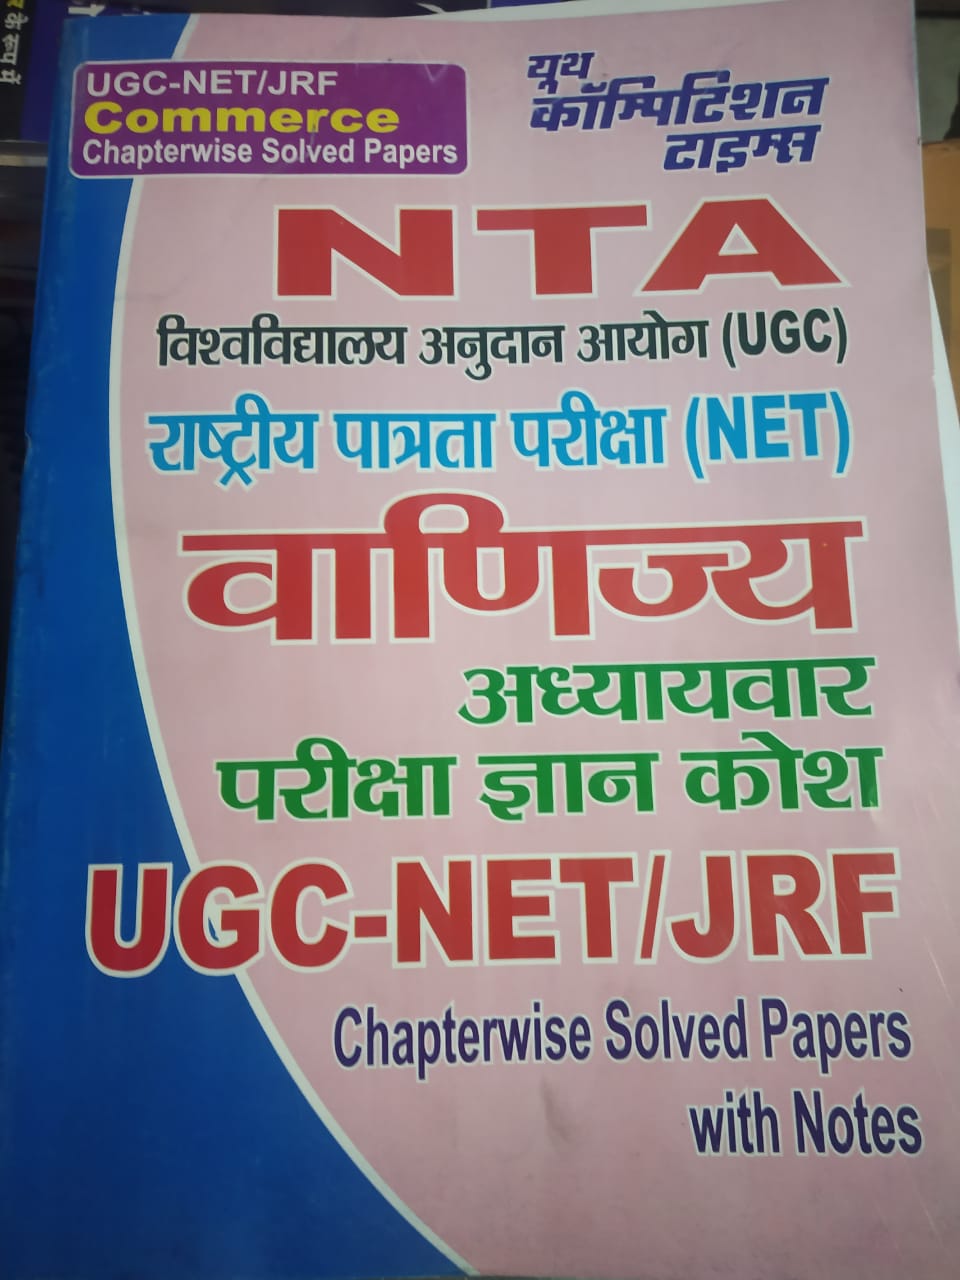 र के रूप में
UGC-NET/JRF
Commerce
Chapterwise Solved Papers
यूथ
कॉम्पिटिशन
टाइम्स
NTA
विश्वविद्यालय अनुदान आयोग (UGC)
राष्ट्रीय पात्रता परीक्षा (NET)
वाणिज्य
अध्यायवार
परीक्षा ज्ञान कोश
UGC-NET/JRF
Chapterwise Solved Papers
with Notes